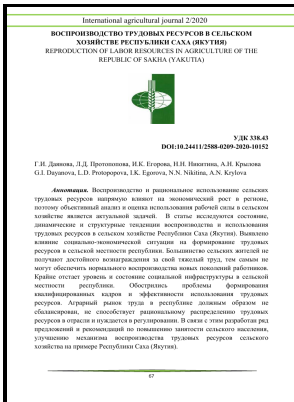 International agricultural journal 2/2020
ВОСПРОИЗВОДСТВО ТРУДОВЫХ РЕСУРСОВ В СЕЛЬСКОМ
ХОЗЯЙСТВЕ РЕСПУБЛИКИ САХА (ЯКУТИЯ)
REPRODUCTION OF LABOR RESOURCES IN AGRICULTURE OF THE
REPUBLIC OF SAKHA (YAKUTIA)
УДК 338.43
DOI:10.24411/2588-0209-2020-10152
Г.И. Даянова, Л.Д. Протопопова, И.К. Егорова, Н.Н. Никитина, А.Н. Крылова
G.I. Dayanova, L.D. Protopopova, I.K. Egorova, N.N. Nikitina, A.N. Krylova
Аннотация. Воспроизводство и рациональное использование сельских
трудовых ресурсов напрямую влияют на экономический рост в регионе,
поэтому объективный анализ и оценка использования рабочей силы в сельском
хозяйстве является актуальной задачей. В статье исследуются состояние,
динамические и структурные тенденции воспроизводства и использования
трудовых ресурсов в сельском хозяйстве Республики Саха (Якутия). Выявлено
влияние социально-экономической ситуации на формирование трудовых
ресурсов в сельской местности республики. Большинство сельских жителей не
получают достойного вознаграждения за свой тяжелый труд, тем самым не
могут обеспечить нормального воспроизводства новых поколений работников.
Крайне отстает уровень и состояние социальной инфраструктуры в сельской
местности республики. Обострились проблемы формирования
квалифицированных кадров и эффективности использования трудовых
ресурсов. Аграрный рынок труда в республике должным образом не
сбалансирован, не способствует рациональному распределению трудовых
ресурсов в отрасли и нуждается в регулировании. В связи с этим разработан ряд
предложений и рекомендаций по повышению занятости сельского населения,
улучшению механизма воспроизводства трудовых ресурсов сельского
хозяйства на примере Республики Саха (Якутия).
67